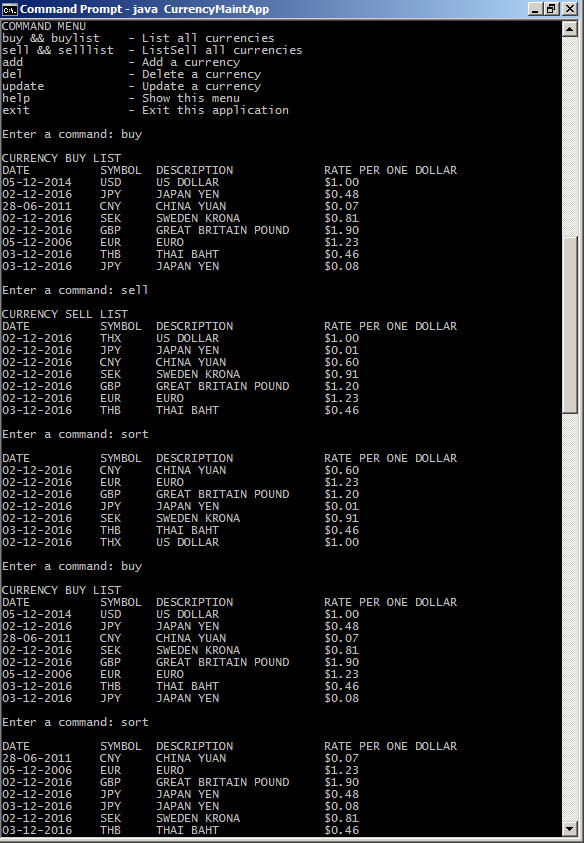 Command Prompt - java CurrencyMaintApp
COMMAND MENU
buy && buylist    - List all currencies
sell && selllist  - ListSell all currencies
add               - Add a currency
del               - Delete a currency
update            - Update a currency
help              - Show this menu
exit              - Exit this application
Enter a command: buy
CURRENCY BUY LIST
DATE          SYMBOL  DESCRIPTION             RATE PER ONE DOLLAR
05-12-2014    USD     US DOLLAR               $1.00
02-12-2016    JPY     JAPAN YEN               $0.48
28-06-2011    CNY     CHINA YUAN              $0.07
02-12-2016    SEK     SWEDEN KRONA            $0.81
02-12-2016    GBP     GREAT BRITAIN POUND     $1.90
05-12-2006    EUR     EURO                    $1.23
03-12-2016    THB     THAI BAHT               $0.46
03-12-2016    JPY     JAPAN YEN               $0.08
Enter a command: sell
CURRENCY SELL LIST
DATE          SYMBOL  DESCRIPTION             RATE PER ONE DOLLAR
02-12-2016    THX     US DOLLAR               $1.00
02-12-2016    JPY     JAPAN YEN               $0.01
02-12-2016    CNY     CHINA YUAN              $0.60
02-12-2016    SEK     SWEDEN KRONA            $0.91
02-12-2016    GBP     GREAT BRITAIN POUND     $1.20
02-12-2016    EUR     EURO                    $1.23
03-12-2016    THB     THAI BAHT               $0.46
Enter a command: sort
DATE          SYMBOL  DESCRIPTION             RATE PER ONE DOLLAR
02-12-2016    CNY     CHINA YUAN              $0.60
02-12-2016    EUR     EURO                    $1.23
02-12-2016    GBP     GREAT BRITAIN POUND     $1.20
02-12-2016    JPY     JAPAN YEN               $0.01
02-12-2016    SEK     SWEDEN KRONA            $0.91
03-12-2016    THB     THAI BAHT               $0.46
02-12-2016    THX     US DOLLAR               $1.00
Enter a command: buy
CURRENCY BUY LIST
DATE          SYMBOL  DESCRIPTION             RATE PER ONE DOLLAR
05-12-2014    USD     US DOLLAR               $1.00
02-12-2016    JPY     JAPAN YEN               $0.48
28-06-2011    CNY     CHINA YUAN              $0.07
02-12-2016    SEK     SWEDEN KRONA            $0.81
02-12-2016    GBP     GREAT BRITAIN POUND     $1.90
05-12-2006    EUR     EURO                    $1.23
03-12-2016    THB     THAI BAHT               $0.46
03-12-2016    JPY     JAPAN YEN               $0.08
Enter a command: sort
DATE          SYMBOL  DESCRIPTION             RATE PER ONE DOLLAR
28-06-2011    CNY     CHINA YUAN              $0.07
05-12-2006    EUR     EURO                    $1.23
02-12-2016    GBP     GREAT BRITAIN POUND     $1.90
02-12-2016    JPY     JAPAN YEN               $0.48
03-12-2016    JPY     JAPAN YEN               $0.08
02-12-2016    SEK     SWEDEN KRONA            $0.81
03-12-2016    THB     THAI BAHT               $0.46